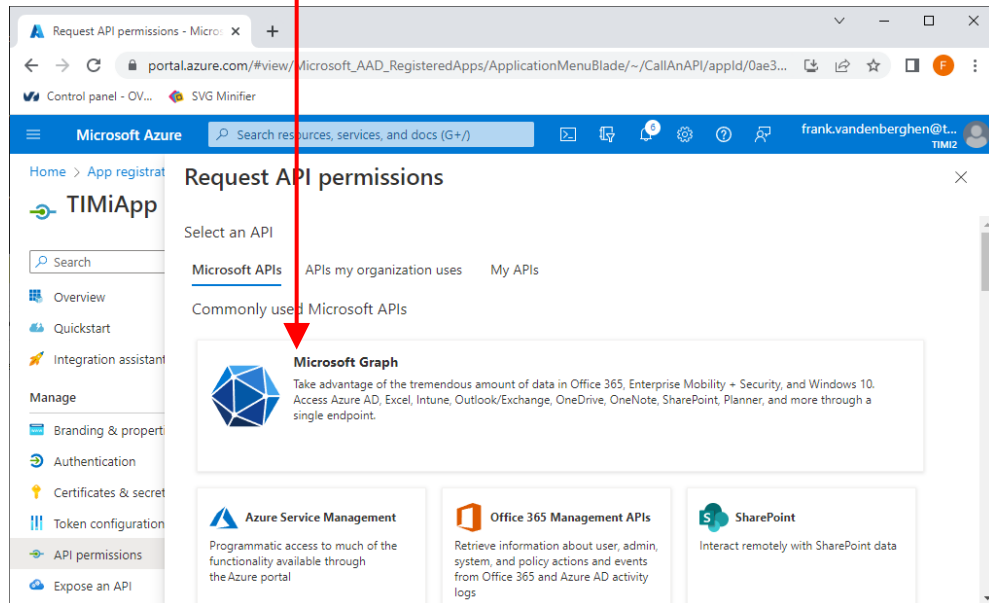 Request API permissions - Micros
portal.azure.com/#view/Microsoft_AAD_RegisteredApps/ApplicationMenuBlade/~/CallAnAPI/appId/0ae3...
F
Control panel - OV...
SVG Minifier
Microsoft Azure
Search resources, services, and docs (G+/)
6
frank.vandenberghen@t...
TIMI2
Home > App registrat
Request API permissions
TIMiApp
Select an API
Search
Microsoft APIs
APIs my organization uses
My APIs
Overview
Commonly used Microsoft APIs
Quickstart
Integration assistant
Microsoft Graph
Take advantage of the tremendous amount of data in Office 365, Enterprise Mobility + Security, and Windows 10.
Access Azure AD, Excel, Intune, Outlook/Exchange, OneDrive, OneNote, SharePoint, Planner, and more through a
single endpoint.
Manage
Branding & propert
Authentication
Certificates & secret
Token configuration
API permissions
Expose an API
Azure Service Management
Programmatic access to much of the
functionality available through
the Azure portal
Office 365 Management APIs
Retrieve information about user, admin,
system, and policy actions and events
from Office 365 and Azure AD activity
logs
S
SharePoint
Interact remotely with SharePoint data